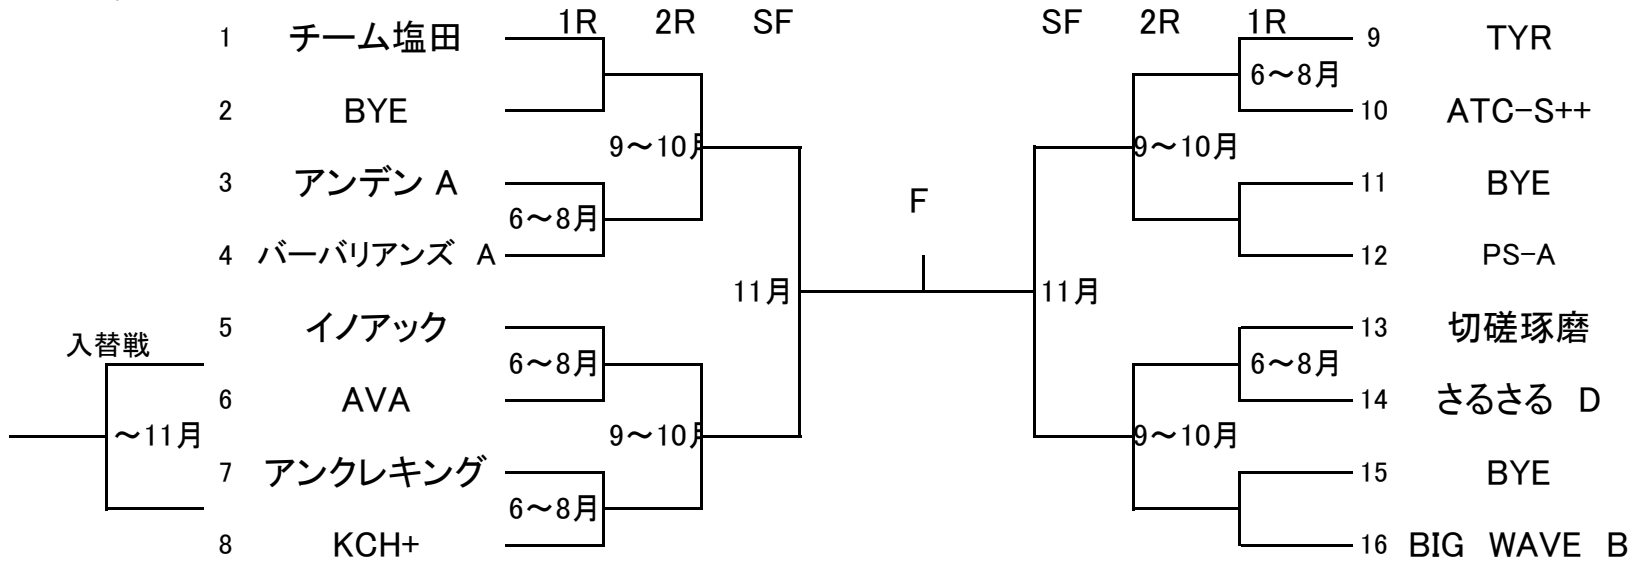 1R 2R SF SF 2R 1R
1 チーム塩田 9 TYR
6～8月
2 BYE 10 ATC-S++
9～10月 9～10月
3 アンデン A 11 BYE
6～8月 F
4 バーバリアンズ A 12 PS-A
11月 11月
5 イノアック 13 切磋琢磨
入替戦 6～8月 6～8月
6 AVA 14 さるさる D
～11月 9～10月 9～10月
7 アンクレキング 15 BYE
6～8月
8 KCH+ 16 BIG WAVE B